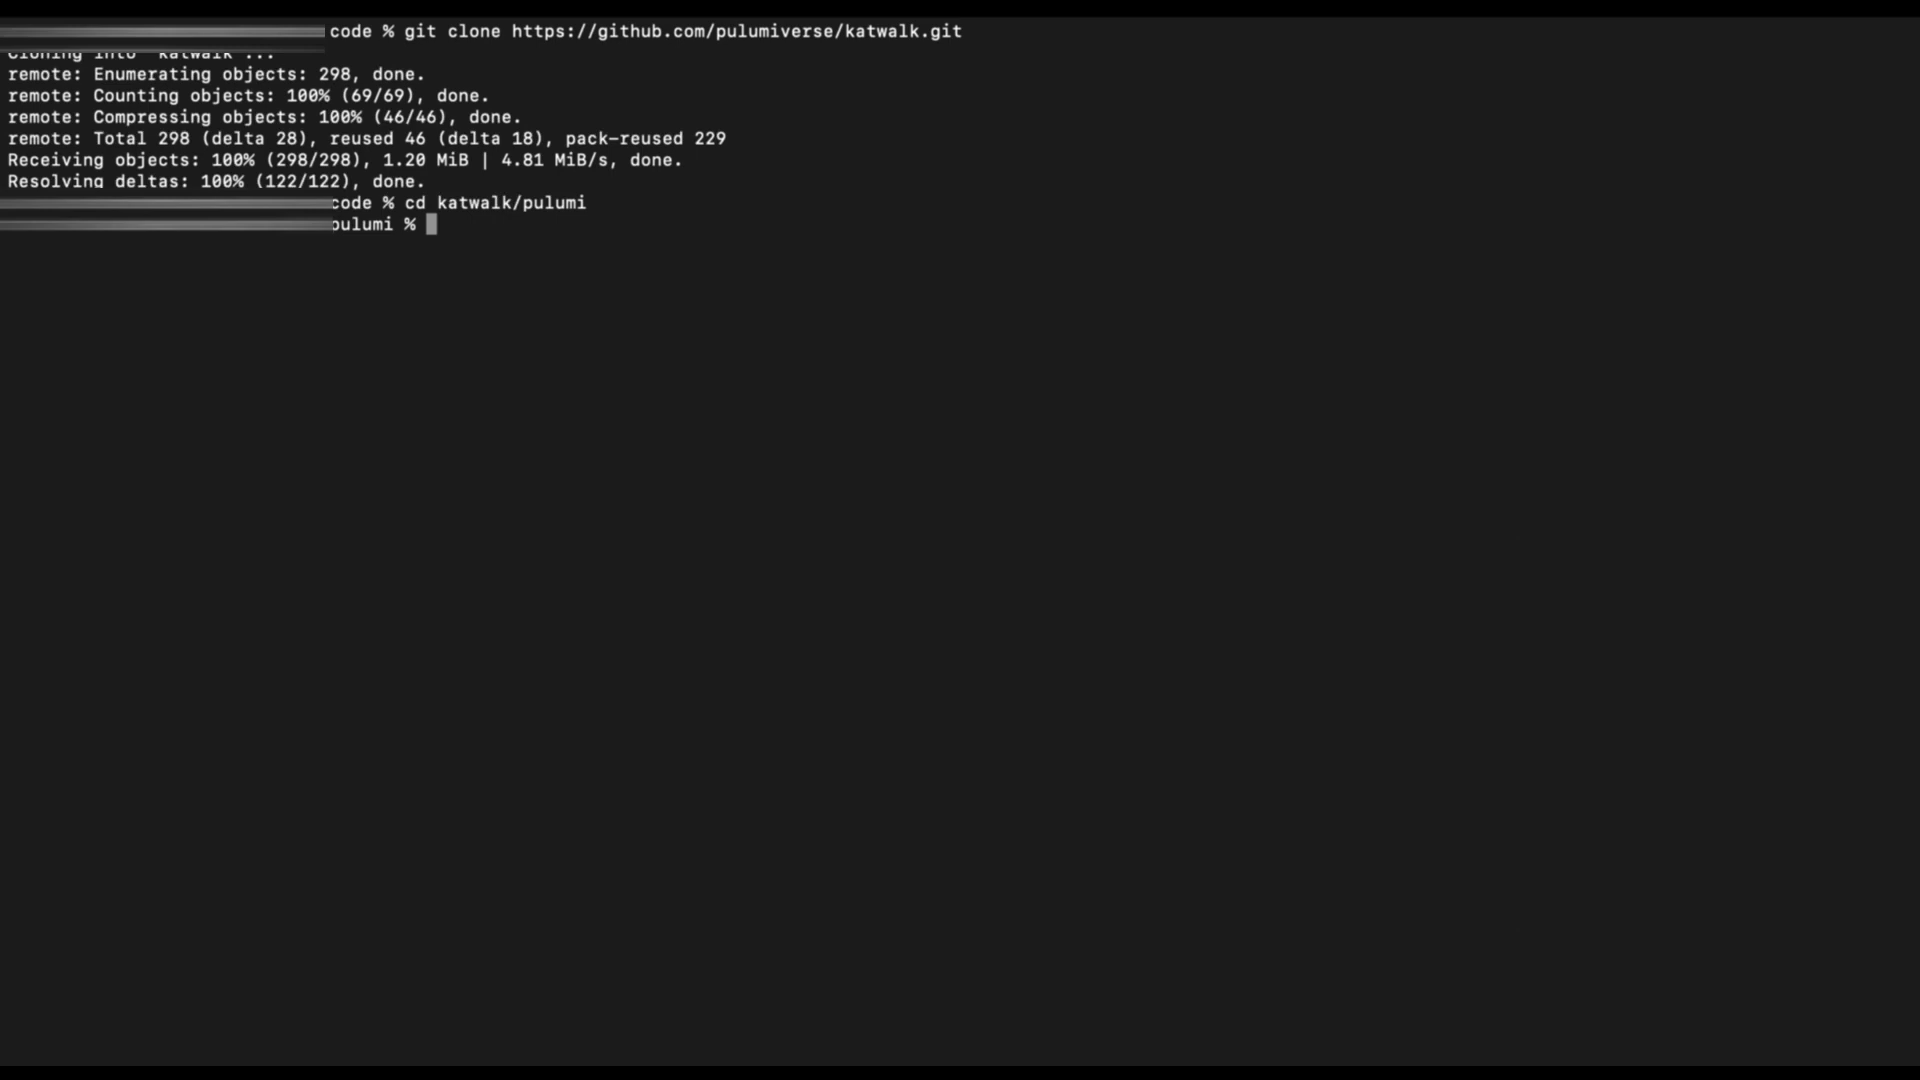 code % git clone https://github.com/pulumiverse/katwalk.git
Cloning into 'katwalk'...
remote: Enumerating objects: 298, done.
remote: Counting objects: 100% (69/69), done.
remote: Compressing objects: 100% (46/46), done.
remote: Total 298 (delta 28), reused 46 (delta 18), pack-reused 229
Receiving objects: 100% (298/298), 1.20 MiB | 4.81 MiB/s, done.
Resolving deltas: 100% (122/122), done.
code % cd katwalk/pulumi
pulumi %